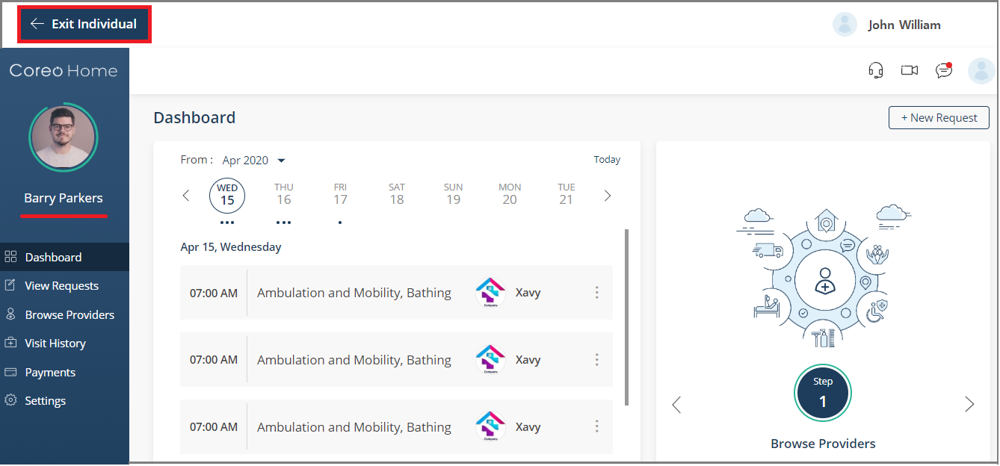 Exit Individual
John William
Coreo Home
Barry Parkers
Dashboard
View Requests
Browse Providers
Visit History
Payments
Settings
Dashboard
+ New Request
From : Apr 2020
Today
WED THU FRI SAT SUN MON TUE
15 16 17 18 19 20 21
Apr 15, Wednesday
07:00 AM Ambulation and Mobility, Bathing Company Xavy
07:00 AM Ambulation and Mobility, Bathing Company Xavy
07:00 AM Ambulation and Mobility, Bathing Company Xavy
Step
1
Browse Providers